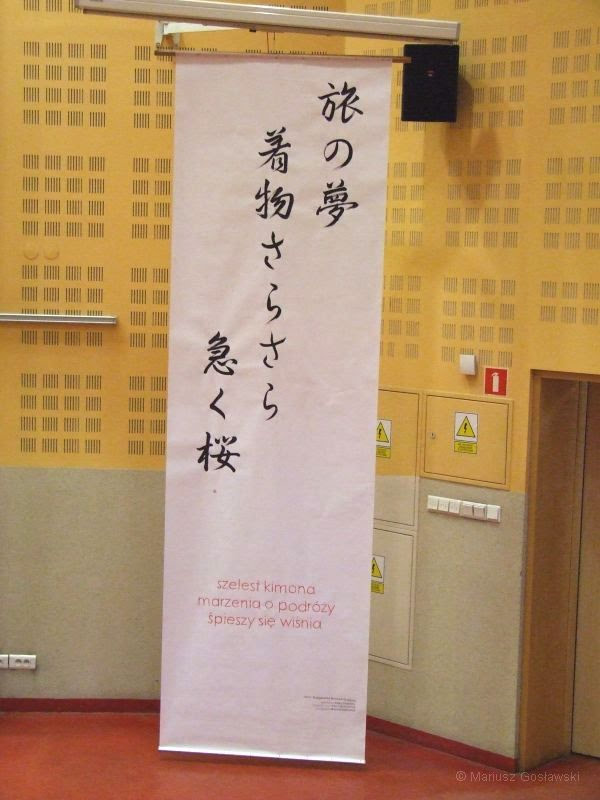 旅の夢
着物さらさら
急ぐ桜
szelest kimona
marzenia o podróży
śpieszy się wiśnia
© Mariusz Gosławski